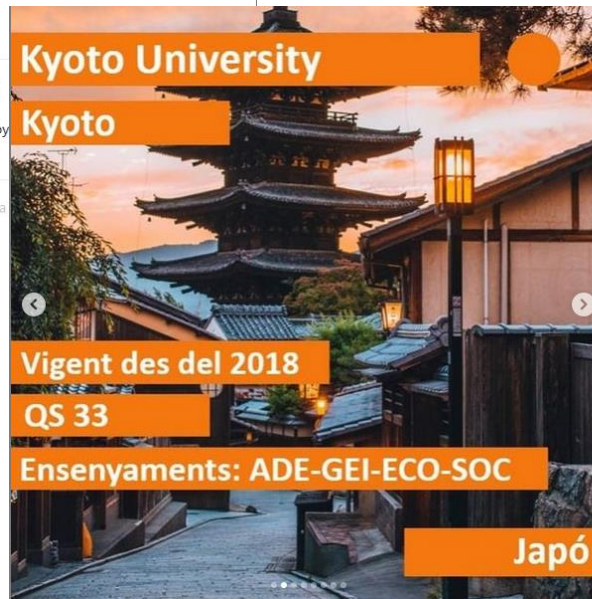 Kyoto University
Kyoto
Vigent des del 2018
QS 33
Ensenyaments: ADE-GEI-ECO-SOC
Japó